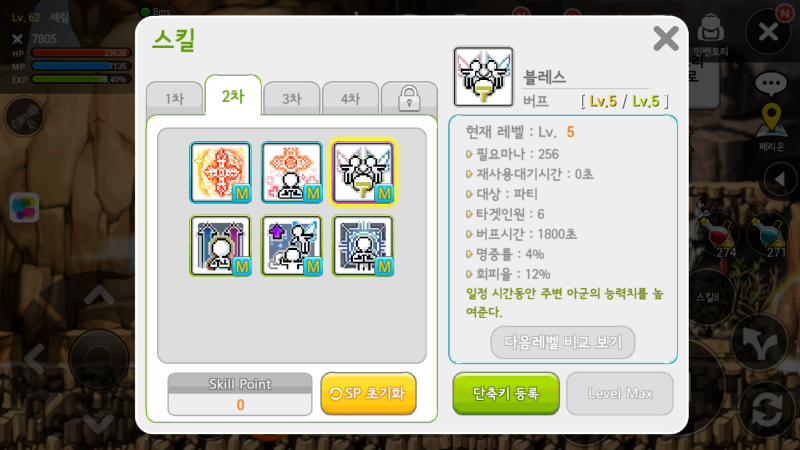 Lv. 62 세림
8ms
7805
HP 22628
MP 7135
EXP
스킬
1차
2차
3차
4차
M
M
M
M
M
M
Skill Point
0
SP 초기화
블레스
버프 [ Lv.5 / Lv.5 ]
현재 레벨 : Lv. 5
필요마나 : 256
재사용대기시간 : 0초
대상 : 파티
타겟인원 : 6
버프시간 : 1800초
명중률 : 4%
회피율 : 12%
일정 시간동안 주변 아군의 능력치를 높
여준다.
다음레벨 비교 보기
단축키 등록
Level Max
인벤토리
N
N
페리온
274
271
스킬8